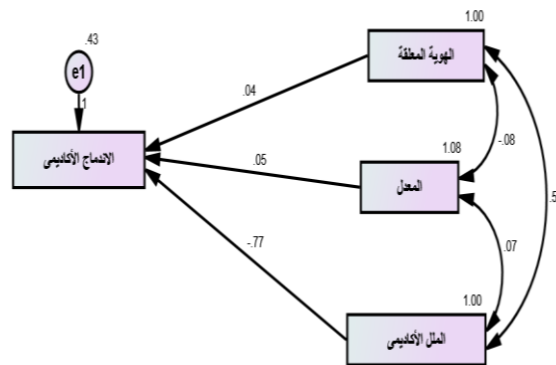 .43
e1
1
الاندماج الأكاديمى
1.00
الهوية المعلقة
.04
-.08
1.08
المعدل
.05
.5
.07
-.77
1.00
الملل الأكاديمى